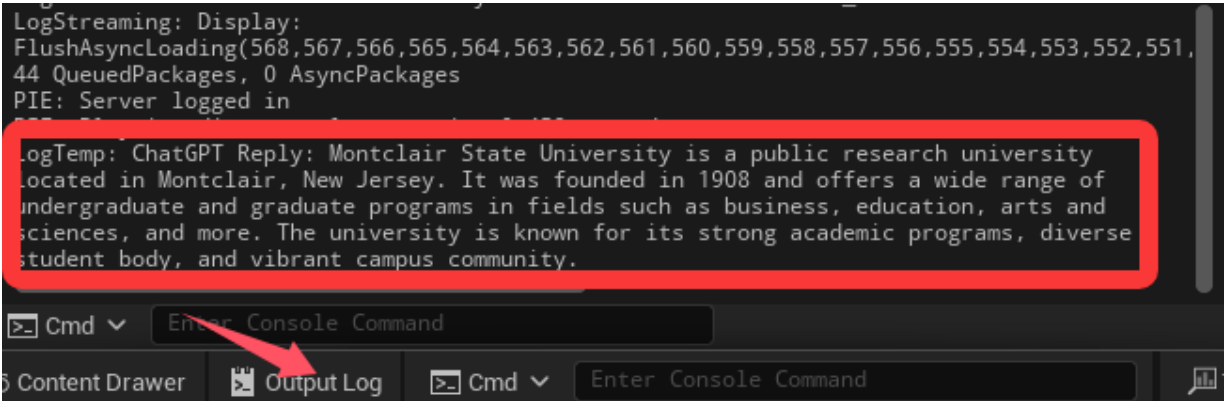 LogStreaming: Display:
FlushAsyncLoading(568,567,566,565,564,563,562,561,560,559,558,557,556,555,554,553,552,551,
44 QueuedPackages, 0 AsyncPackages
PIE: Server logged in
LogTemp: ChatGPT Reply: Montclair State University is a public research university
located in Montclair, New Jersey. It was founded in 1908 and offers a wide range of
undergraduate and graduate programs in fields such as business, education, arts and
sciences, and more. The university is known for its strong academic programs, diverse
student body, and vibrant campus community.
Cmd Enter Console Command
Content Drawer Output Log Cmd Enter Console Command